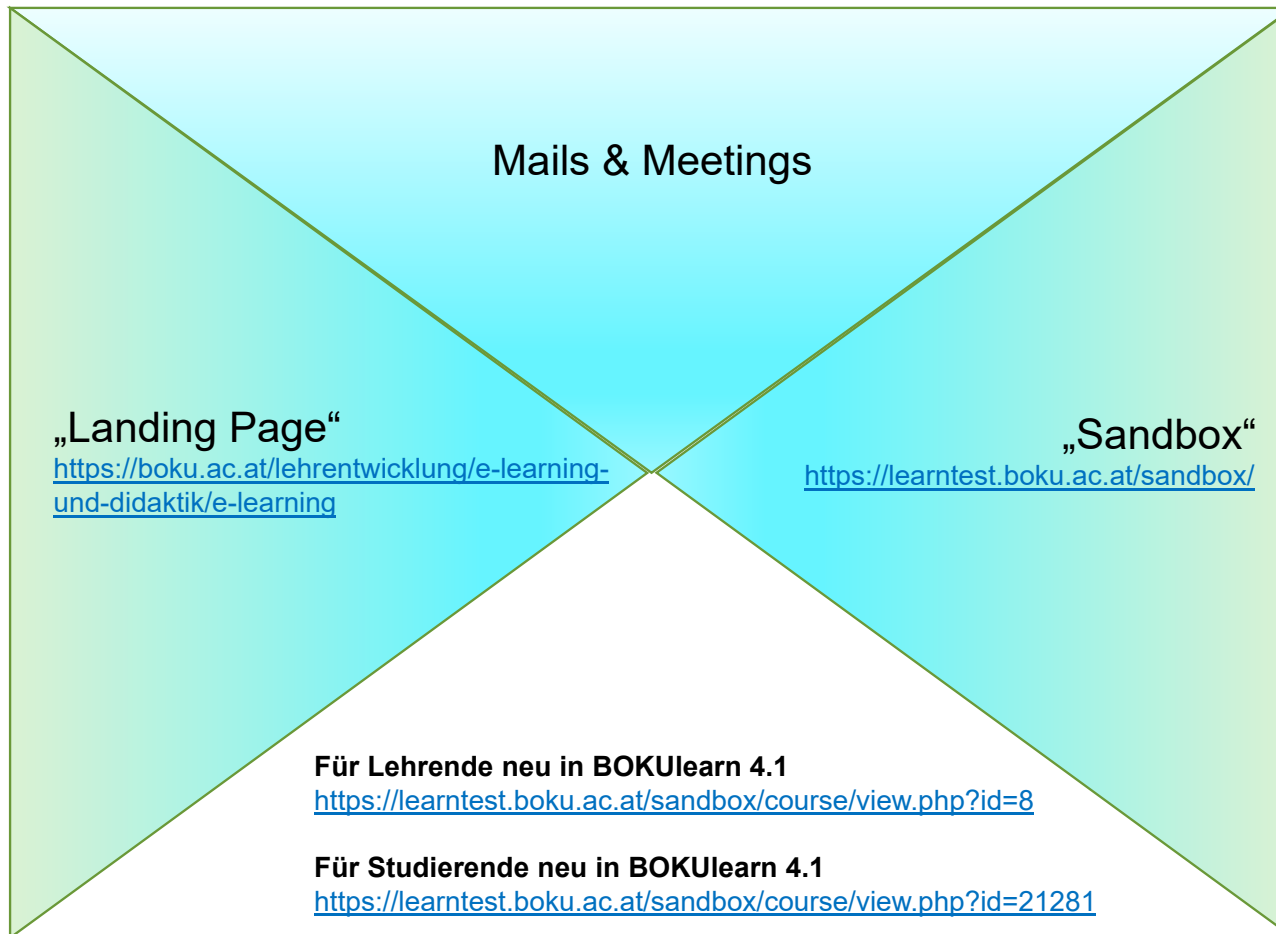 Mails & Meetings
„Landing Page“
https://boku.ac.at/lehrentwicklung/e-learning-
und-didaktik/e-learning
„Sandbox“
https://learntest.boku.ac.at/sandbox/
Für Lehrende neu in BOKUlearn 4.1
https://learntest.boku.ac.at/sandbox/course/view.php?id=8
Für Studierende neu in BOKUlearn 4.1
https://learntest.boku.ac.at/sandbox/course/view.php?id=21281